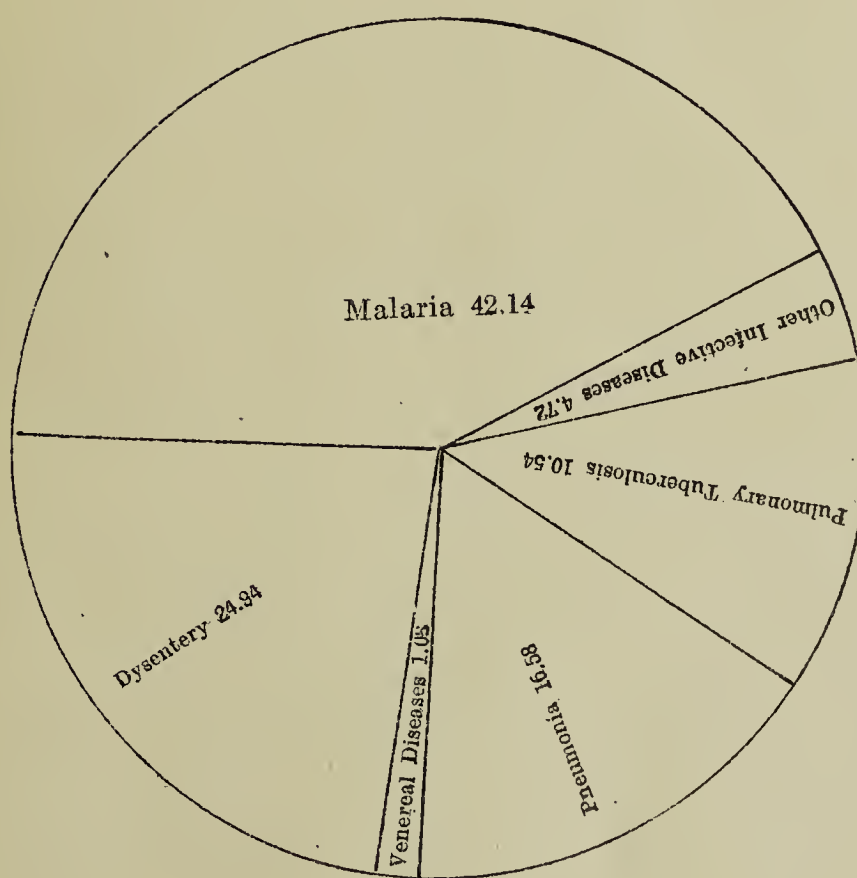 Malaria 42.14
Other Infective Diseases 4.72
Pulmonary Tuberculosis 10.54
Pneumonia 16.58
Venereal Diseases 1.08
Dysentery 24.94